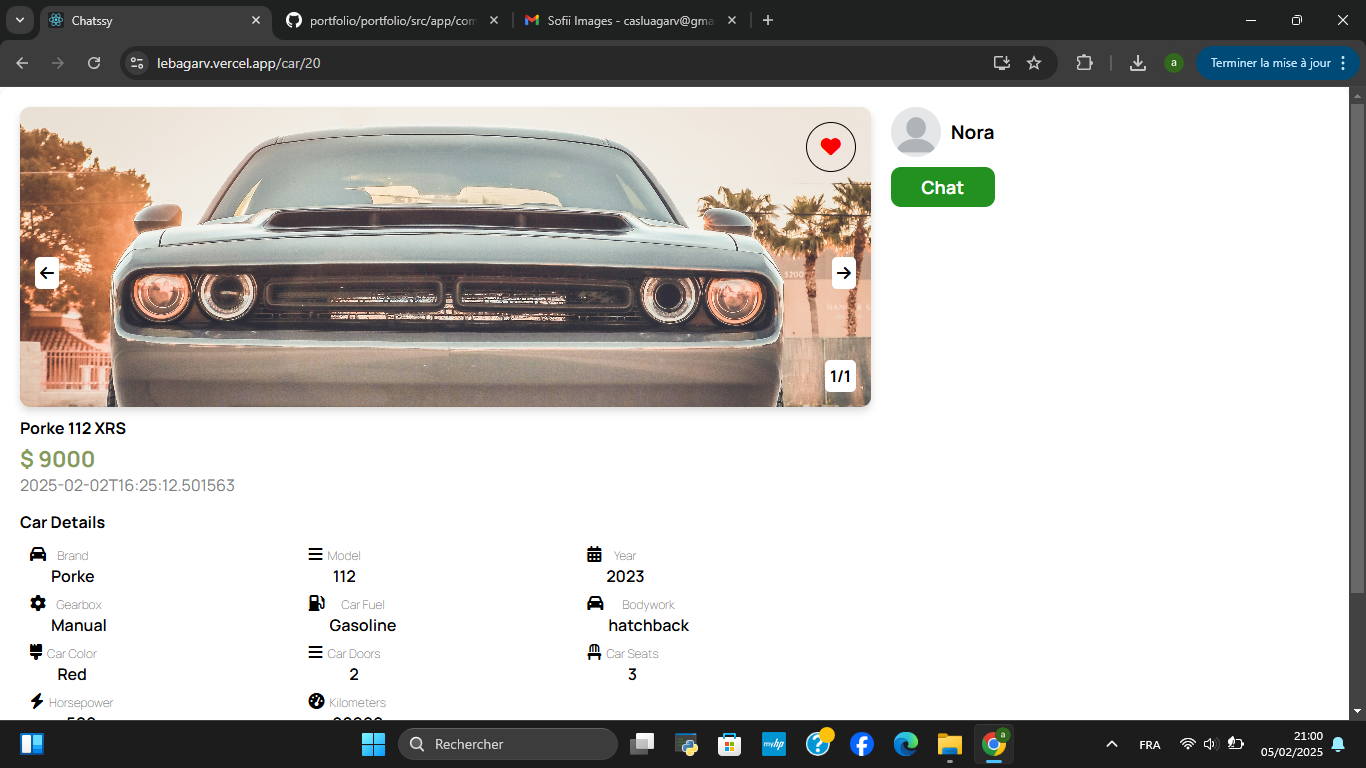 Chatssy
portfolio/portfolio/src/app/com
Sofii Images - casluagarv@gma
lebagarv.vercel.app/car/20
a
Terminer la mise à jour
Nora
Chat
5200
1/1
Porke 112 XRS
$ 9000
2025-02-02T16:25:12.501563
Car Details
Brand
Model
Year
Porke
112
2023
Gearbox
Car Fuel
Bodywork
Manual
Gasoline
hatchback
Car Color
Car Doors
Car Seats
Red
2
3
Horsepower
Kilometers
Rechercher
myhp
a
FRA
21:00
05/02/2025